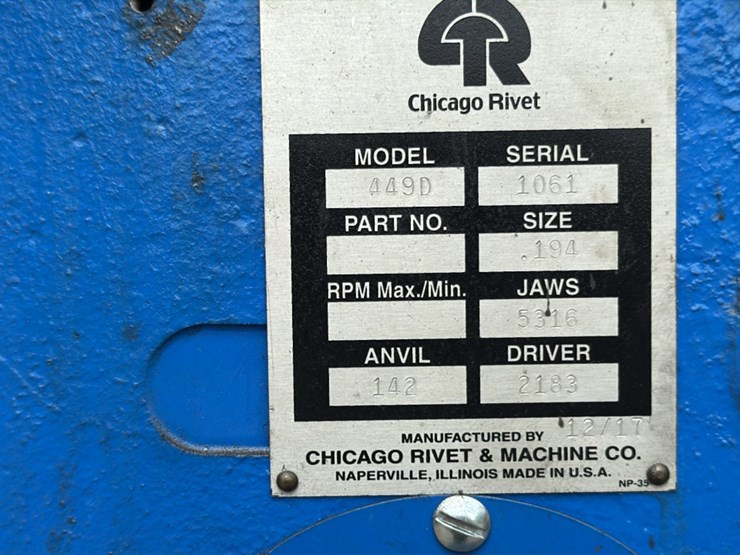 Chicago Rivet
MODEL SERIAL
449D 1061
PART NO. SIZE
.194
RPM Max./Min. JAWS
5316
ANVIL DRIVER
142 2183
12/17
MANUFACTURED BY
CHICAGO RIVET & MACHINE CO.
NAPERVILLE, ILLINOIS MADE IN U.S.A.
NP-35